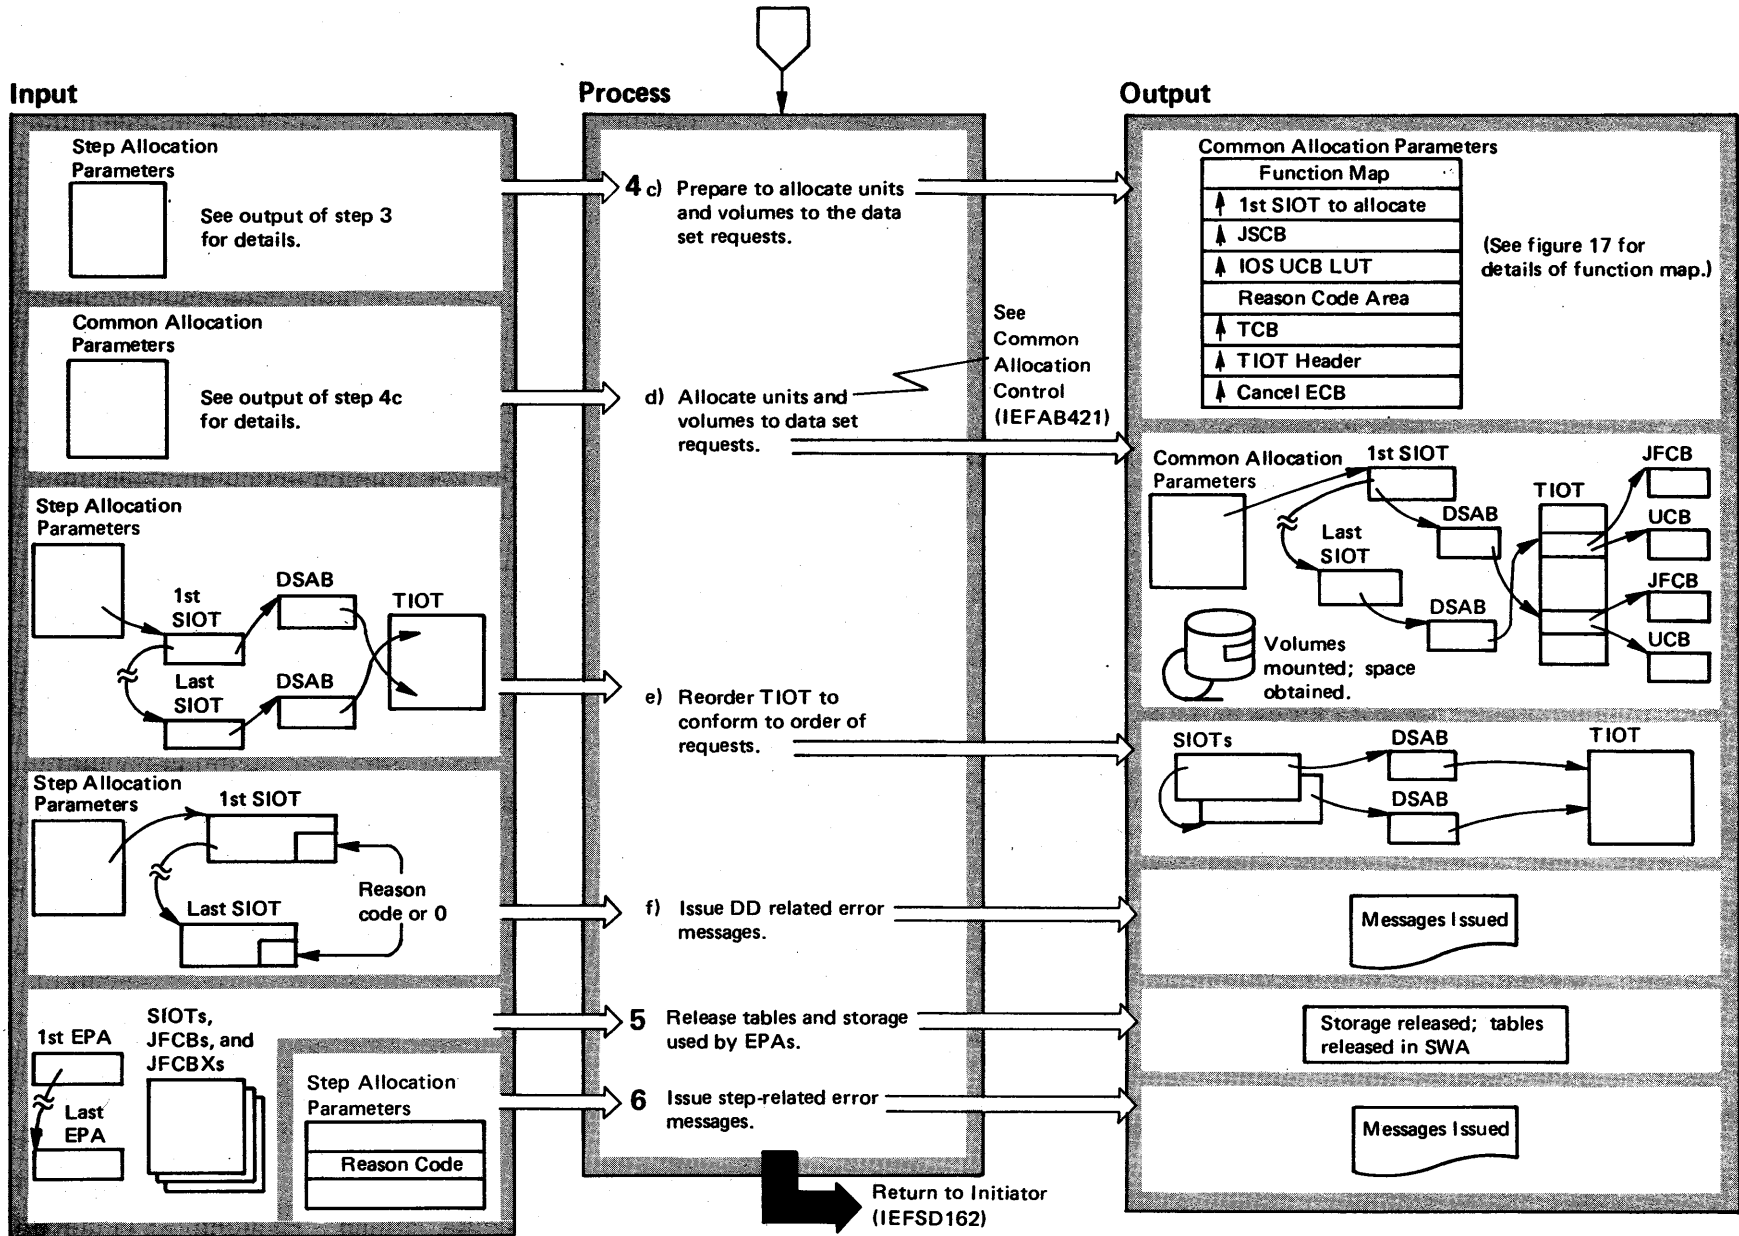 Input
Process
Output
Step Allocation
Parameters
See output of step 3
for details.
Common Allocation
Parameters
See output of step 4c
for details.
Step Allocation
Parameters
1st
SIOT
DSAB
TIOT
Last
SIOT
DSAB
Step Allocation
Parameters
1st SIOT
Reason
code or 0
Last SIOT
1st EPA
Last
EPA
SIOTs,
JFCBs, and
JFCBXs
Step Allocation
Parameters
Reason Code
4 c) Prepare to allocate units
and volumes to the data
set requests.
See
Common
Allocation
Control
(IEFAB421)
d) Allocate units and
volumes to data set
requests.
e) Reorder TIOT to
conform to order of
requests.
f) Issue DD related error
messages.
5 Release tables and storage
used by EPAs.
6 Issue step-related error
messages.
Return to Initiator
(IEFSD162)
Common Allocation Parameters
Function Map
1st SIOT to allocate
JSCB
IOS UCB LUT
Reason Code Area
TCB
TIOT Header
Cancel ECB
(See figure 17 for
details of function map.)
Common Allocation
Parameters
1st SIOT
JFCB
TIOT
DSAB
UCB
Last
SIOT
JFCB
DSAB
UCB
Volumes
mounted; space
obtained.
SIOTs
DSAB
TIOT
DSAB
Messages Issued
Storage released; tables
released in SWA
Messages Issued